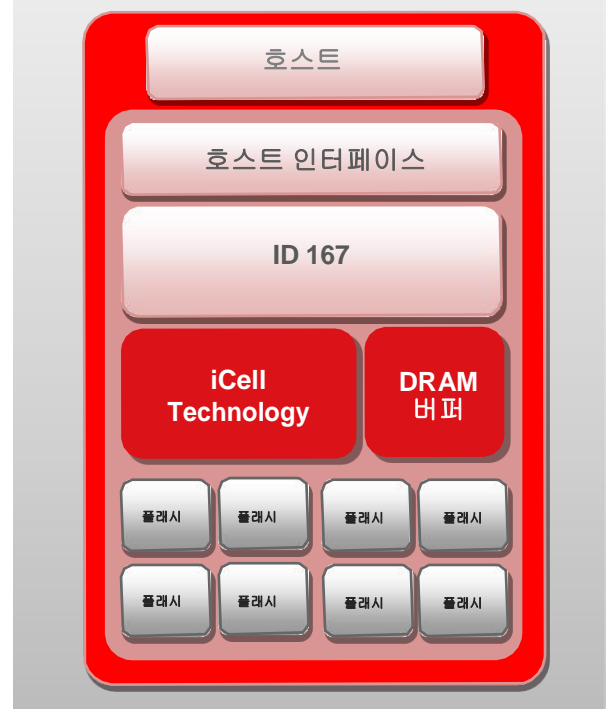 호스트
호스트 인터페이스
ID 167
iCell
Technology
DRAM
버퍼
플래시 플래시 플래시 플래시
플래시 플래시 플래시 플래시